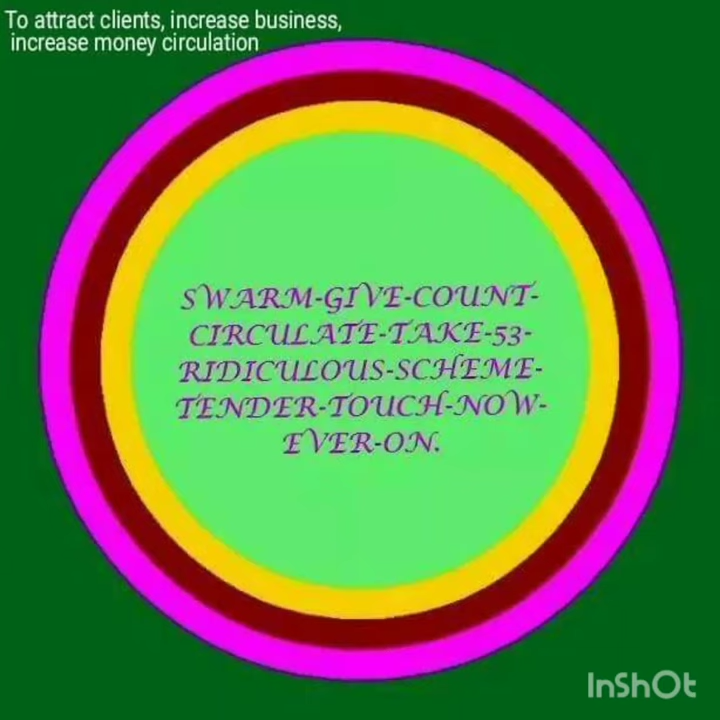 To attract clients, increase business,
increase money circulation
SWARM-GIVE-COUNT-
CIRCULATE-TAKE-53-
RIDICULOUS-SCHEME-
TENDER-TOUCH-NOW-
EVER-ON.
InShOt